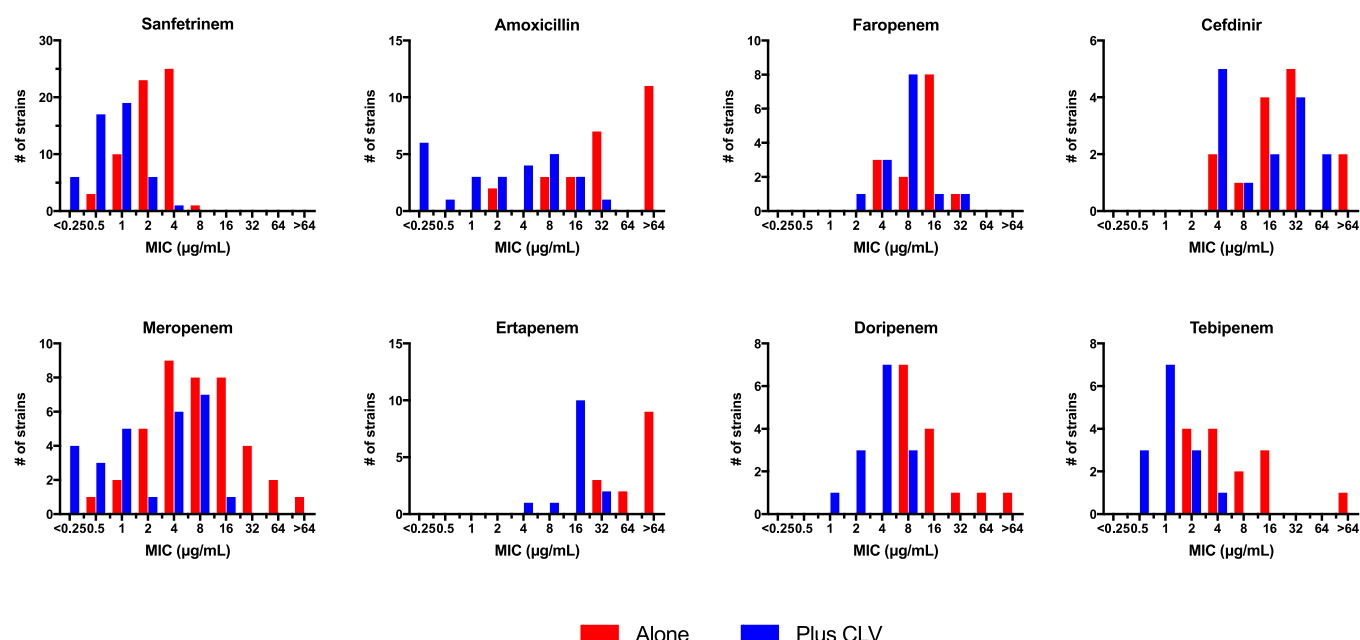 Sanfetrinem
30
20
10
0
# of strains
<0.25 0.5 1 2 4 8 16 32 64 >64
MIC (µg/mL)
Amoxicillin
15
10
5
0
# of strains
<0.25 0.5 1 2 4 8 16 32 64 >64
MIC (µg/mL)
Faropenem
10
8
6
4
2
0
# of strains
<0.25 0.5 1 2 4 8 16 32 64 >64
MIC (µg/mL)
Cefdinir
6
4
2
0
# of strains
<0.25 0.5 1 2 4 8 16 32 64 >64
MIC (µg/mL)
Meropenem
10
8
6
4
2
0
# of strains
<0.25 0.5 1 2 4 8 16 32 64 >64
MIC (µg/mL)
Ertapenem
15
10
5
0
# of strains
<0.25 0.5 1 2 4 8 16 32 64 >64
MIC (µg/mL)
Doripenem
8
6
4
2
0
# of strains
<0.25 0.5 1 2 4 8 16 32 64 >64
MIC (µg/mL)
Tebipenem
8
6
4
2
0
# of strains
<0.25 0.5 1 2 4 8 16 32 64 >64
MIC (µg/mL)
Alone Plus CLV